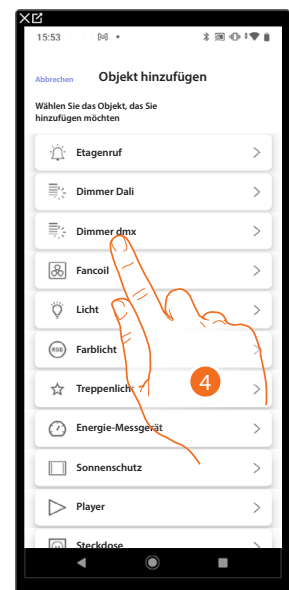 15:53
Abbrechen Objekt hinzufügen
Wählen Sie das Objekt, das Sie
hinzufügen möchten
Etagenruf
Dimmer Dali
Dimmer dmx
Fancoil
Licht
RGB Farblicht
Treppenlicht
4
Energie-Messgerät
Sonnenschutz
Player
Steckdose